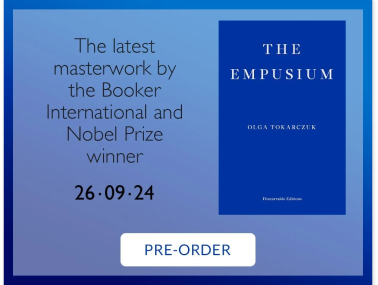 The latest
masterwork by
the Booker
International and
Nobel Prize
winner
26·09·24
THE
EMPUSIUM
OLGA TOKARCZUK
Fitzcarraldo Editions
PRE-ORDER